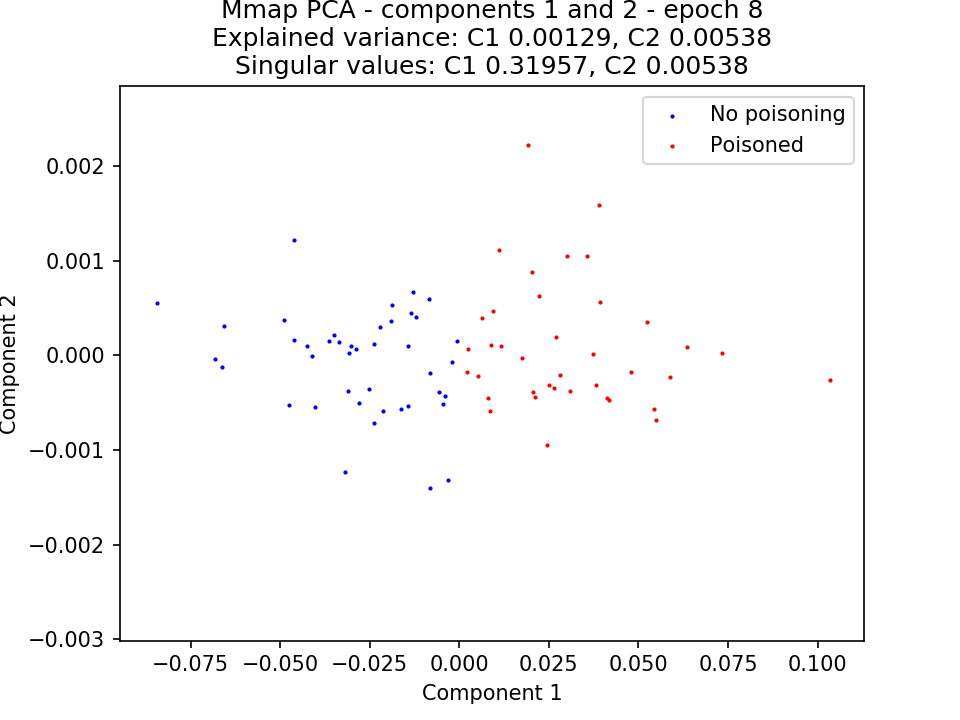 Mmap PCA - components 1 and 2 - epoch 8
Explained variance: C1 0.00129, C2 0.00538
Singular values: C1 0.31957, C2 0.00538
No poisoning
Poisoned
Component 2
0.002
0.001
0.000
−0.001
−0.002
−0.003
−0.075 −0.050 −0.025 0.000 0.025 0.050 0.075 0.100
Component 1